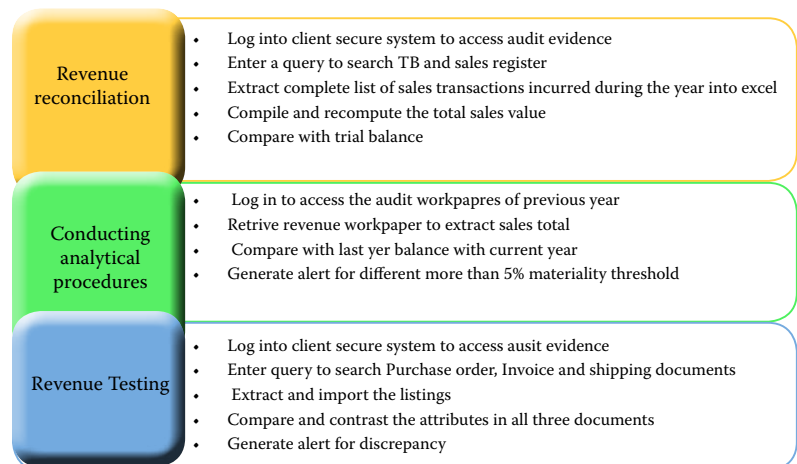 Revenue
reconciliation
• Log into client secure system to access audit evidence
• Enter a query to search TB and sales register
• Extract complete list of sales transactions incurred during the year into excel
• Compile and recompute the total sales value
• Compare with trial balance
Conducting
analytical
procedures
• Log in to access the audit workpapres of previous year
• Retrive revenue workpaper to extract sales total
• Compare with last yer balance with current year
• Generate alert for different more than 5% materiality threshold
Revenue Testing
• Log into client secure system to access ausit evidence
• Enter query to search Purchase order, Invoice and shipping documents
• Extract and import the listings
• Compare and contrast the attributes in all three documents
• Generate alert for discrepancy